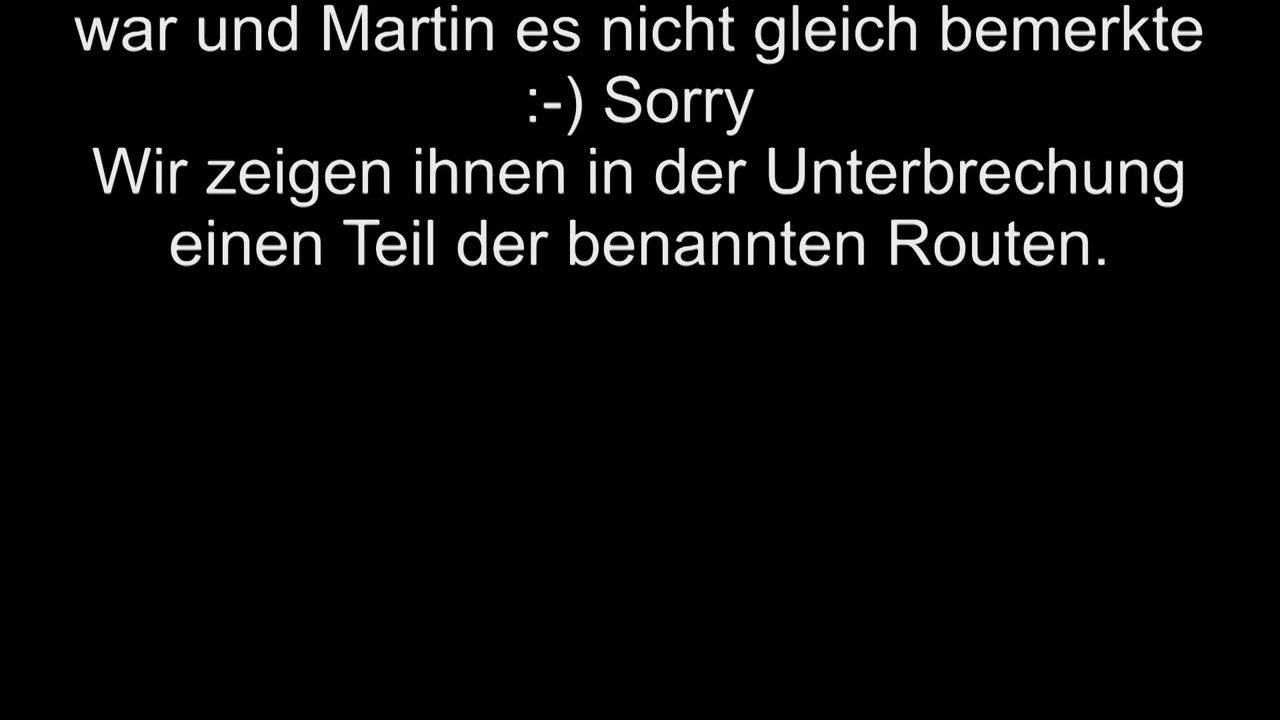 war und Martin es nicht gleich bemerkte
:-) Sorry
Wir zeigen ihnen in der Unterbrechung
einen Teil der benannten Routen.